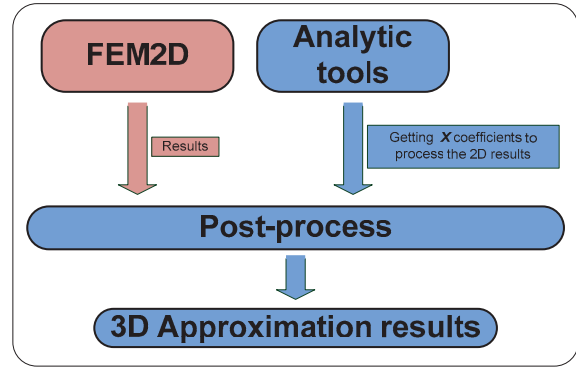 FEM2D
Analytic
tools
Results
Getting X coefficients to
process the 2D results
Post-process
3D Approximation results